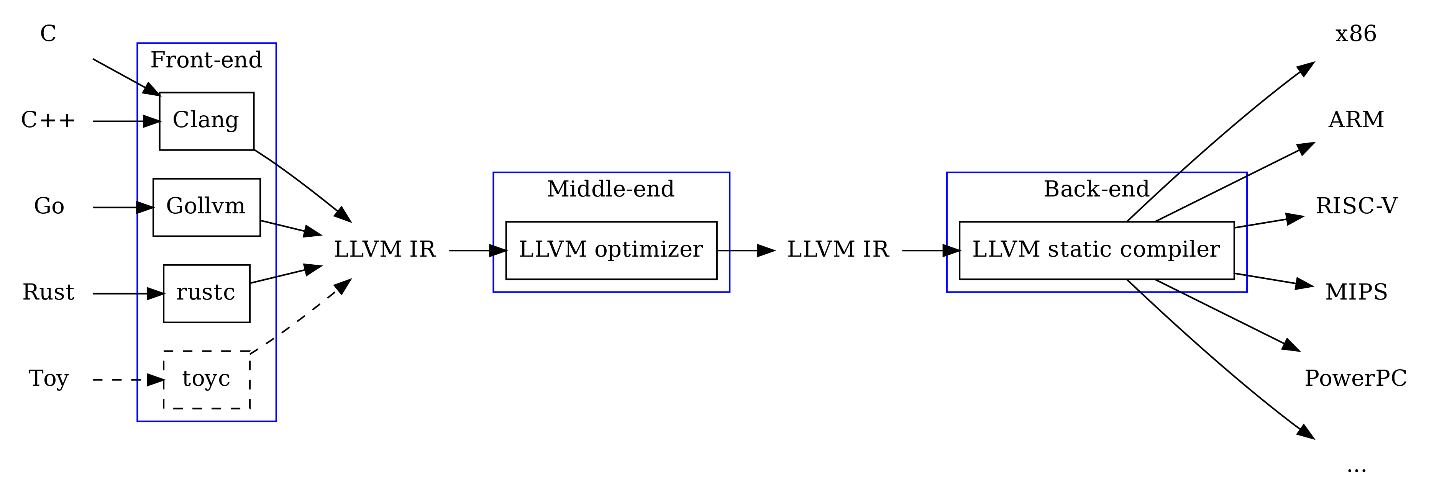 C
C++
Go
Rust
Toy
Front-end
Clang
Gollvm
rustc
toyc
LLVM IR
Middle-end
LLVM optimizer
LLVM IR
Back-end
LLVM static compiler
x86
ARM
RISC-V
MIPS
PowerPC
...